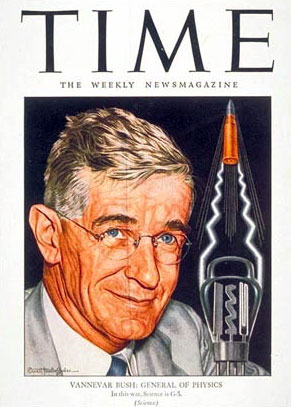 TIME
THE WEEKLY NEWSMAGAZINE
VANNEVAR BUSH: GENERAL OF PHYSICS
In this war, Science is G-5.
(Science)